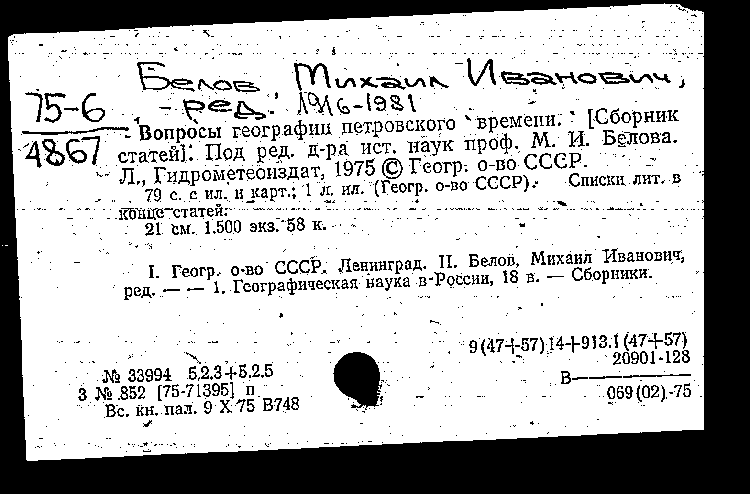 Белов Михаил Иванович,
75-6
4867
- ред. 1916-1981
Вопросы географии петровского времени. [Сборник
статей]. Под ред. д-ра ист. наук проф. М. И. Белова.
Л., Гидрометеоиздат, 1975 © Геогр. о-во СССР.
79 с. с ил. и карт.; 1 л. ил. (Геогр. о-во СССР). Списки лит. в
конце статей.
21 см. 1.500 экз. 58 к.
I. Геогр. о-во СССР. Ленинград. II. Белов, Михаил Иванович,
ред. — — 1. Географическая наука в России, 18 в. — Сборники.
9(47+57)14+913.1(47+57)
20901-128
№ 33994 5.2.3+5.2.5
В————
3 № 852 [75-71395] п
069(02)-75
Вс. кн. пал. 9 X 75 В748